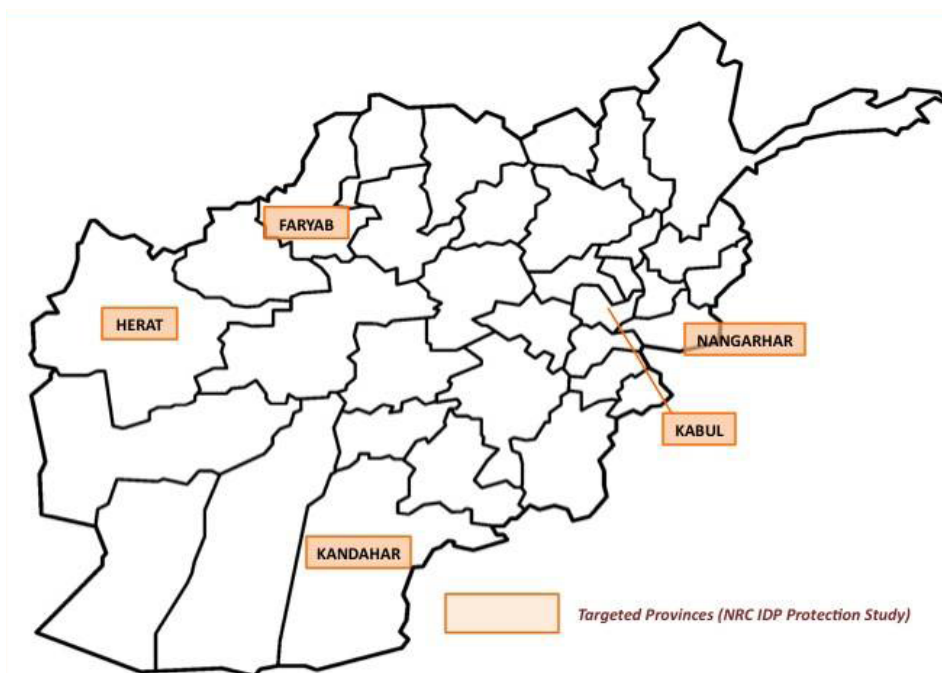 FARYAB
HERAT
NANGARHAR
KABUL
KANDAHAR
Targeted Provinces (NRC IDP Protection Study)